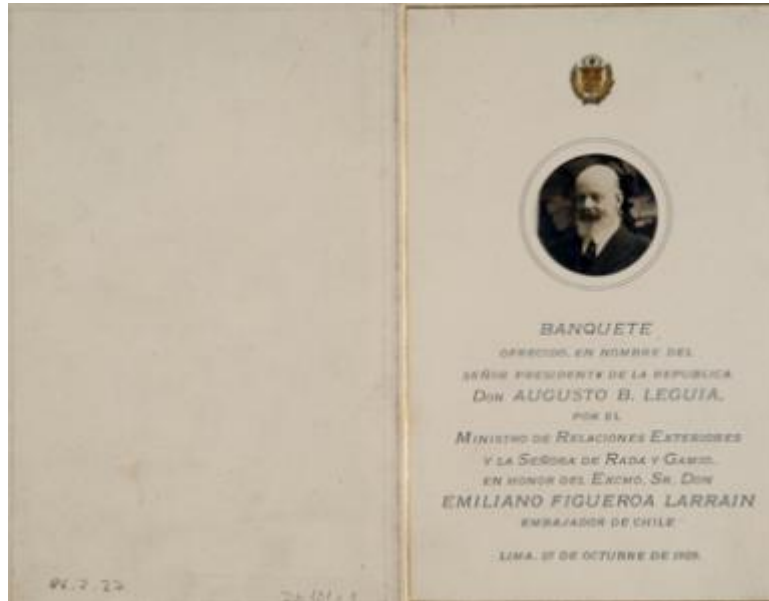 BANQUETE
OFRECIDO, EN NOMBRE DEL
SEÑOR PRESIDENTE DE LA REPUBLICA
DON AUGUSTO B. LEGUIA,
POR EL
MINISTRO DE RELACIONES EXTERIORES
Y LA SEÑORA DE RADA Y GAMIO,
EN HONOR DEL EXCMO. SR. DON
EMILIANO FIGUEROA LARRAIN
EMBAJADOR DE CHILE
LIMA, DE OCTUBRE DE